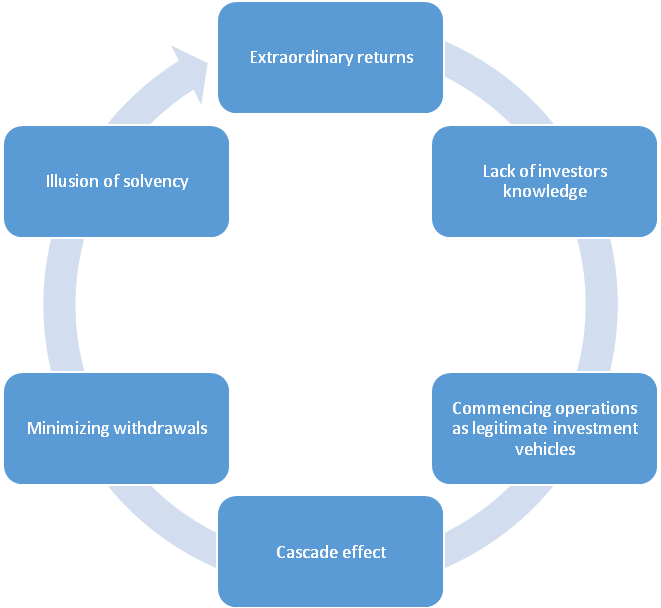 Extraordinary returns
Lack of investors
knowledge
Commencing operations
as legitimate investment
vehicles
Cascade effect
Minimizing withdrawals
Illusion of solvency